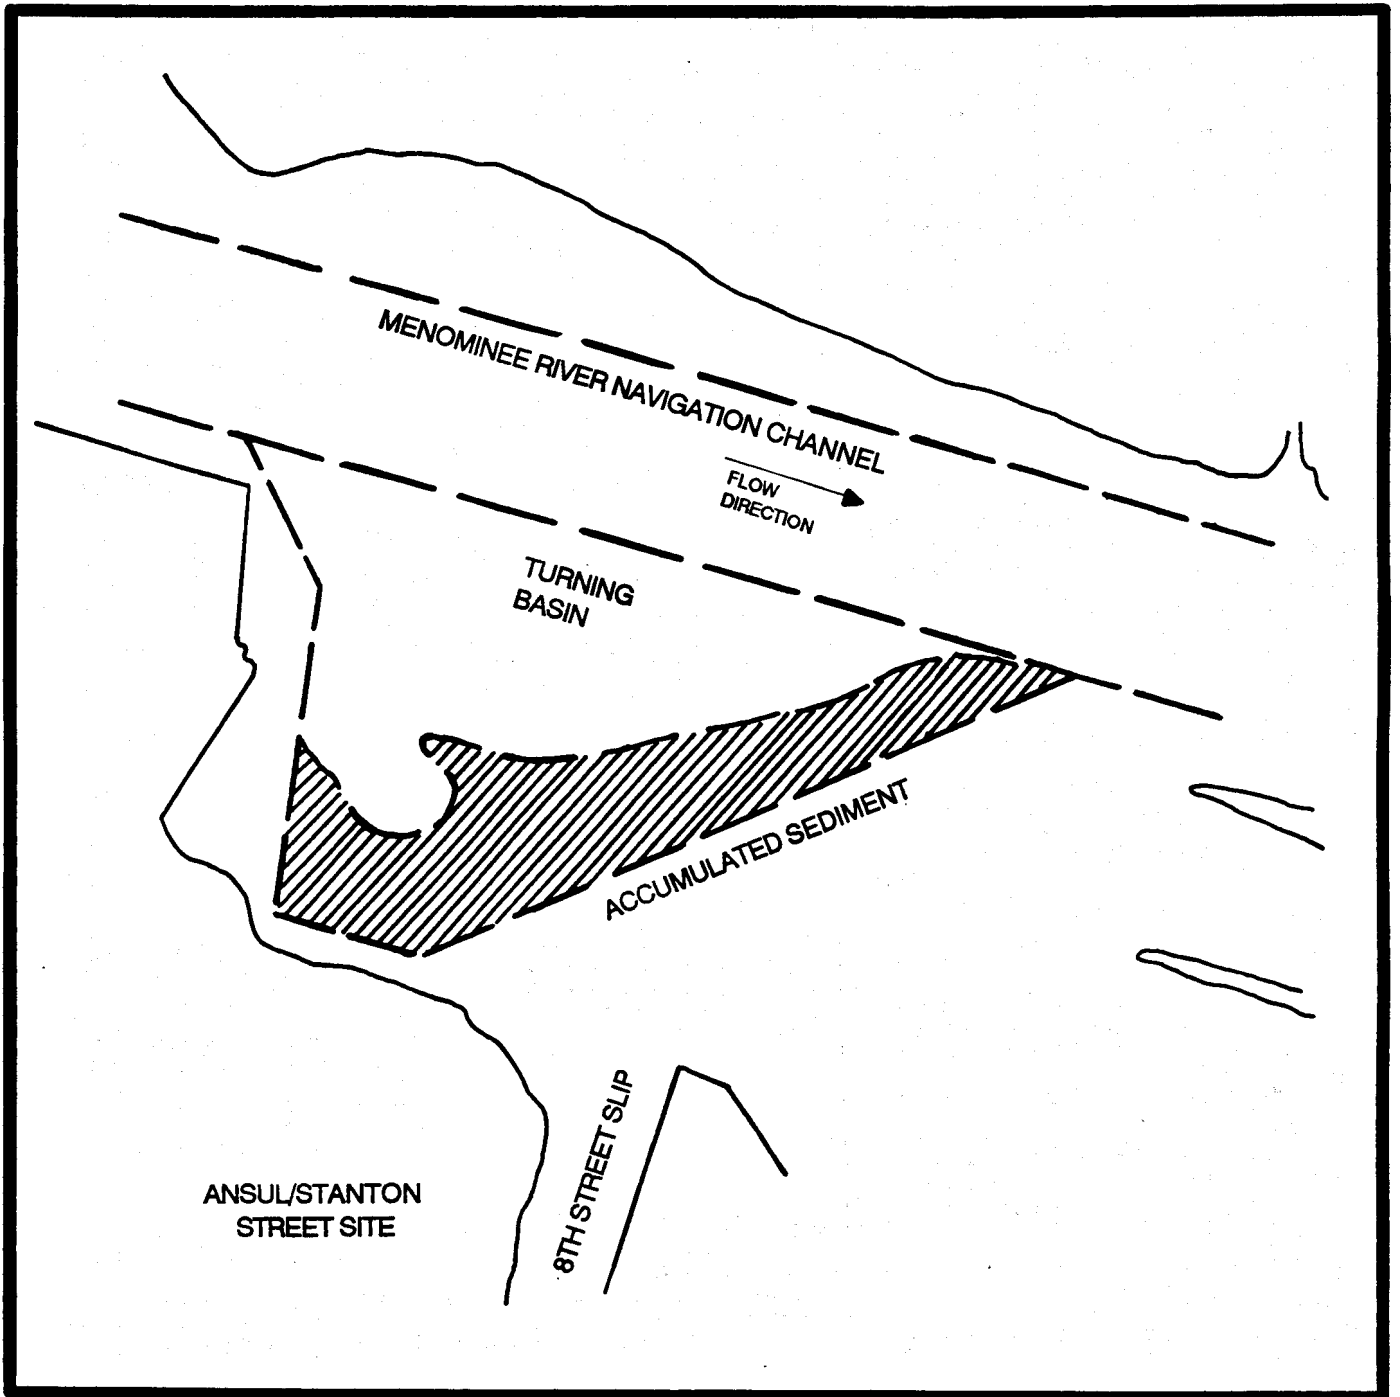 MENOMINEE RIVER NAVIGATION CHANNEL
FLOW
DIRECTION
TURNING
BASIN
ACCUMULATED SEDIMENT
8TH STREET SLIP
ANSUL/STANTON
STREET SITE